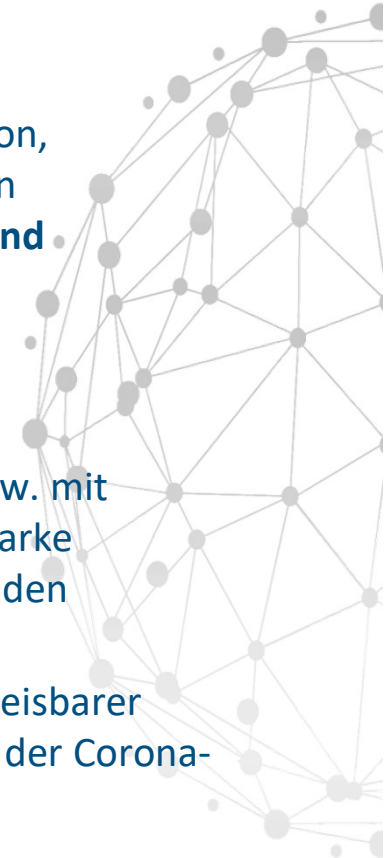 on,
n
nd
w. mit
arke
den
eisbarer
der Corona-